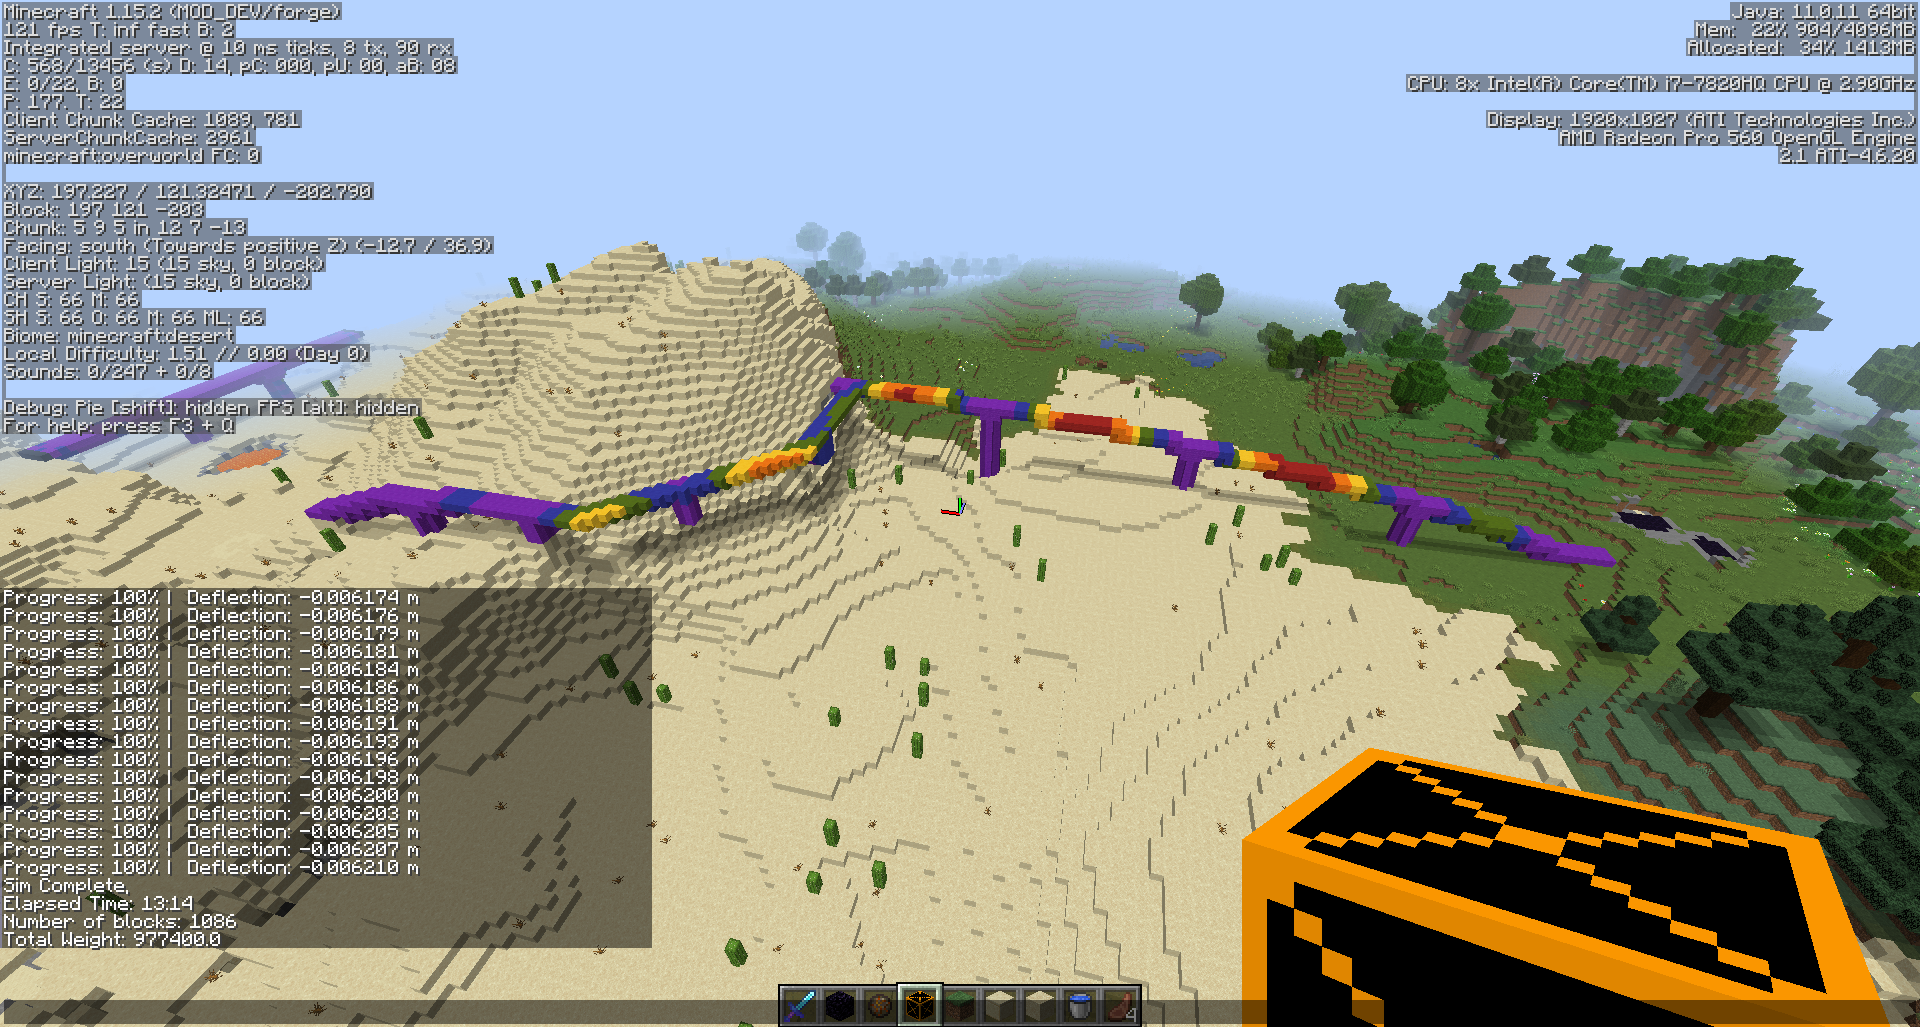 Minecraft 1.15.2 (MOD_DEV/forge)
121 fps T: inf fast B: 2
Integrated server @ 10 ms ticks, 8 tx, 90 rx
C: 568/13456 (s) D: 14, pC: 000, pU: 00, aB: 08
E: 0/22, B: 0
P: 177. T: 22
Client Chunk Cache: 1089, 781
ServerChunkCache: 2961
minecraft:overworld FC: 0
XYZ: 197.227 / 121.32471 / -202.790
Block: 197 121 -203
Chunk: 5 9 5 in 12 7 -13
Facing: south (Towards positive Z) (-12.7 / 36.9)
Client Light: 15 (15 sky, 0 block)
Server Light: (15 sky, 0 block)
CH S: 66 M: 66
SH S: 66 O: 66 M: 66 ML: 66
Biome: minecraft:desert
Local Difficulty: 1.51 // 0.00 (Day 0)
Sounds: 0/247 + 0/8
Debug: Pie [shift]: hidden FPS [alt]: hidden
For help: press F3 + Q
Java: 11.0.11 64bit
Mem: 22% 904/4096MB
Allocated: 34% 1413MB
CPU: 8x Intel(R) Core(TM) i7-7820HQ CPU @ 2.90GHz
Display: 1920x1027 (ATI Technologies Inc.)
AMD Radeon Pro 560 OpenGL Engine
2.1 ATI-4.6.20
Progress: 100% | Deflection: -0.006174 m
Progress: 100% | Deflection: -0.006176 m
Progress: 100% | Deflection: -0.006179 m
Progress: 100% | Deflection: -0.006181 m
Progress: 100% | Deflection: -0.006184 m
Progress: 100% | Deflection: -0.006186 m
Progress: 100% | Deflection: -0.006188 m
Progress: 100% | Deflection: -0.006191 m
Progress: 100% | Deflection: -0.006193 m
Progress: 100% | Deflection: -0.006196 m
Progress: 100% | Deflection: -0.006198 m
Progress: 100% | Deflection: -0.006200 m
Progress: 100% | Deflection: -0.006203 m
Progress: 100% | Deflection: -0.006205 m
Progress: 100% | Deflection: -0.006207 m
Progress: 100% | Deflection: -0.006210 m
Sim Complete,
Elapsed Time: 13:14
Number of blocks: 1086
Total Weight: 977400.0
4